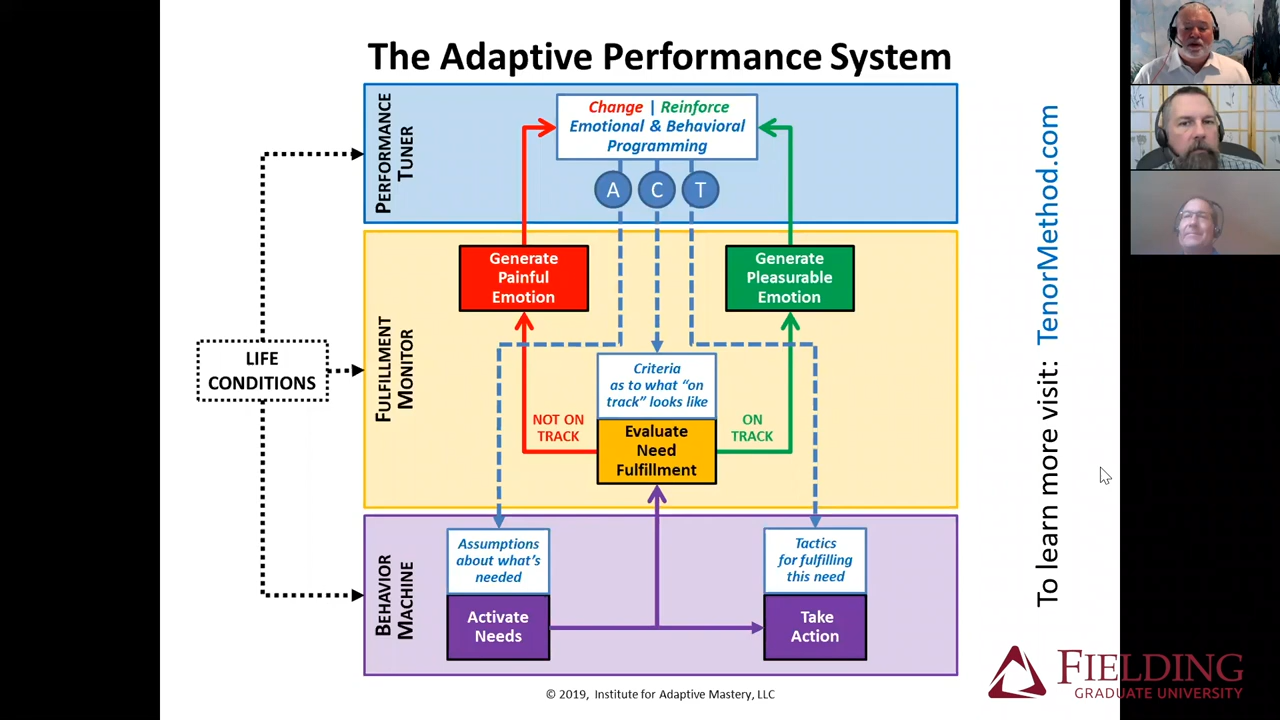 The Adaptive Performance System
PERFORMANCE
TUNER
Change | Reinforce
Emotional & Behavioral
Programming
A C T
FULFILLMENT
MONITOR
Generate
Painful
Emotion
Generate
Pleasurable
Emotion
LIFE
CONDITIONS
Criteria
as to what “on
track” looks like
NOT ON
TRACK
ON
TRACK
Evaluate
Need
Fulfillment
BEHAVIOR
MACHINE
Assumptions
about what’s
needed
Activate
Needs
Tactics
for fulfilling
this need
Take
Action
To learn more visit: TenorMethod.com
© 2019, Institute for Adaptive Mastery, LLC
FIELDING
GRADUATE UNIVERSITY